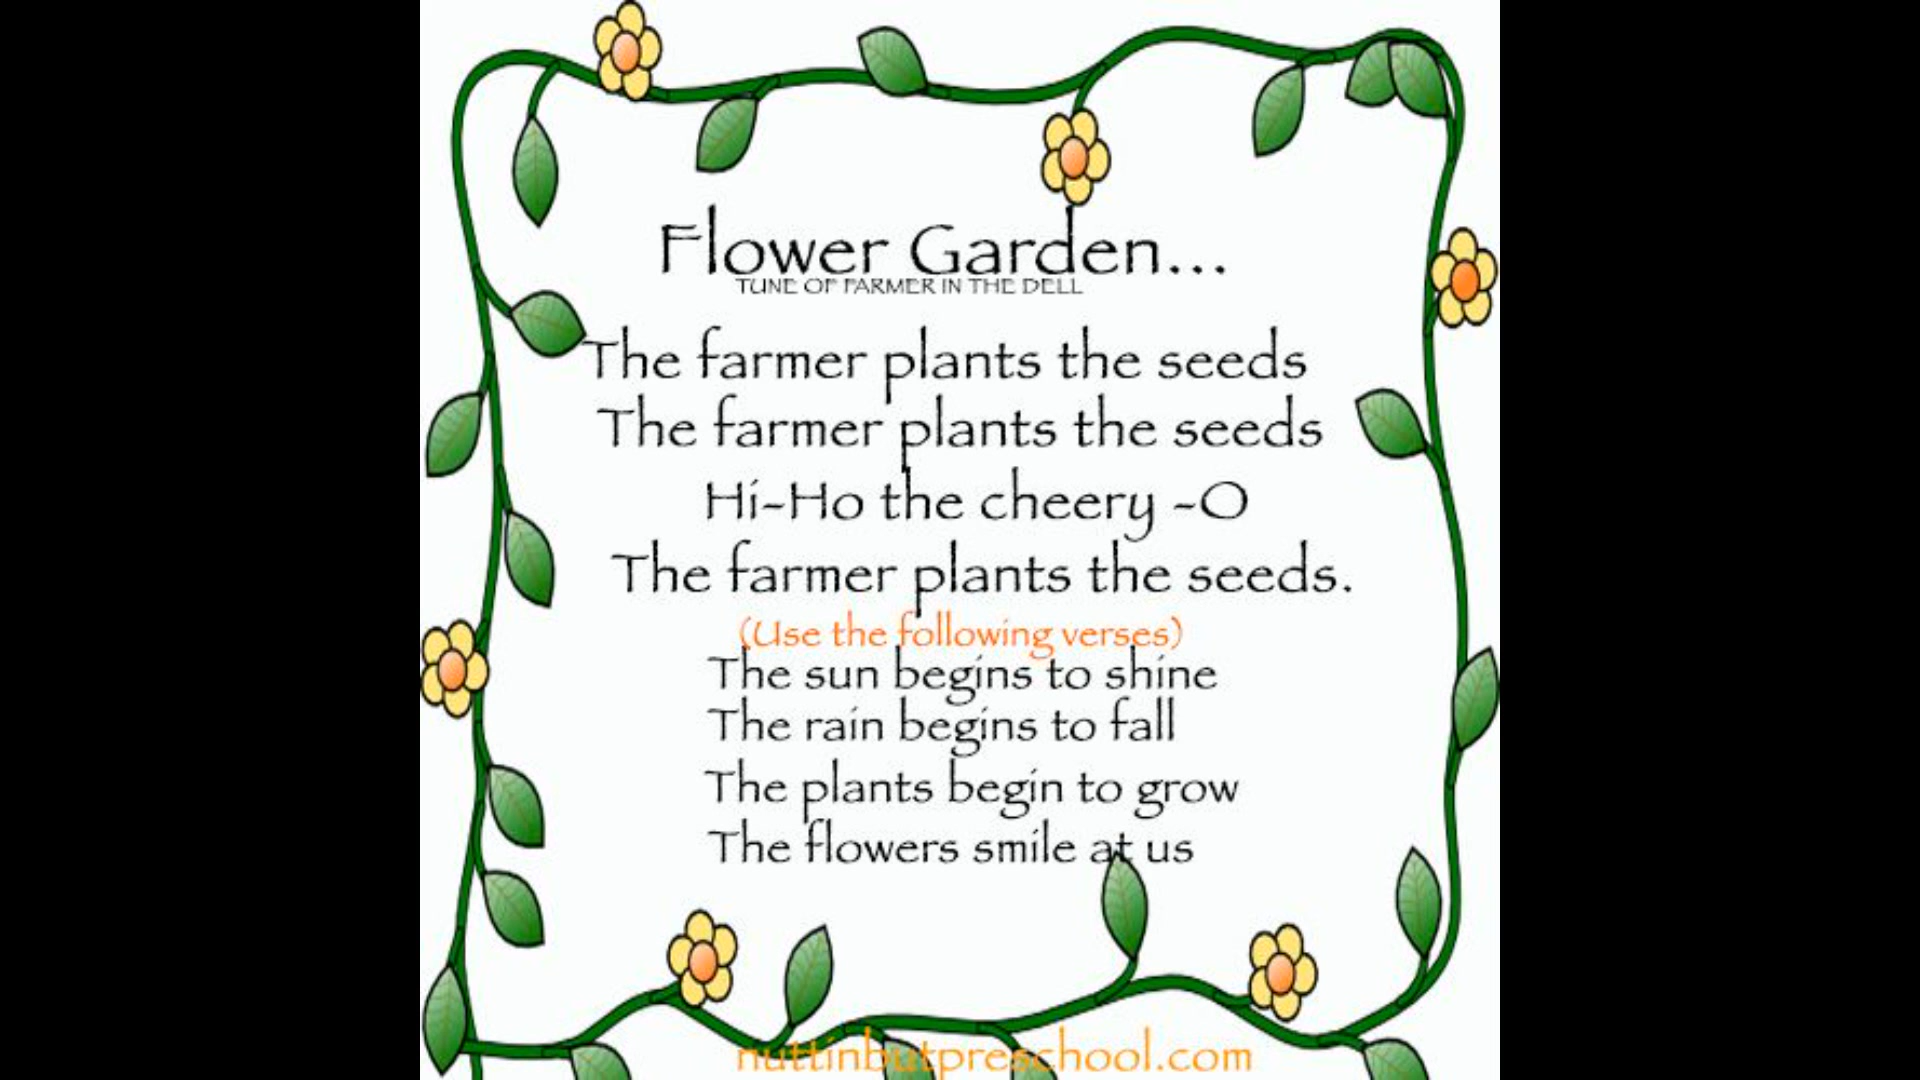 Flower Garden...
TUNE OF FARMER IN THE DELL
The farmer plants the seeds
The farmer plants the seeds
Hi-Ho the cheery -O
The farmer plants the seeds.
(Use the following verses)
The sun begins to shine
The rain begins to fall
The plants begin to grow
The flowers smile at us
nuttinbutpreschool.com